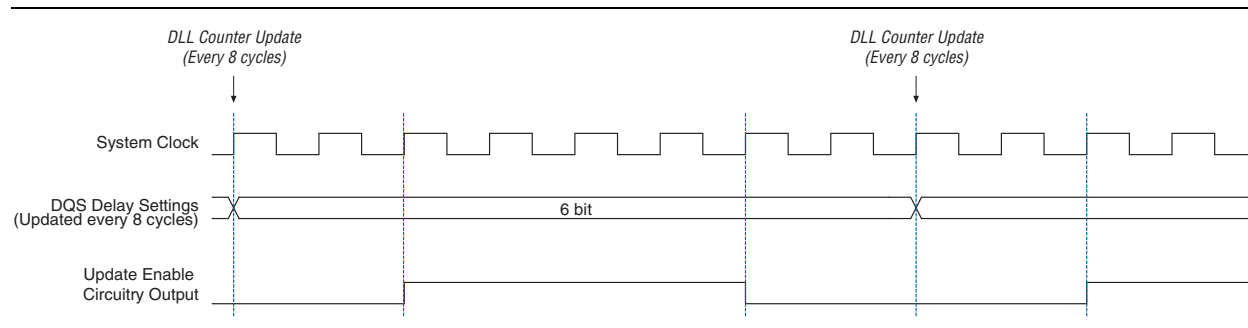 DLL Counter Update
(Every 8 cycles)
DLL Counter Update
(Every 8 cycles)
System Clock
DQS Delay Settings
(Updated every 8 cycles)
6 bit
Update Enable
Circuitry Output